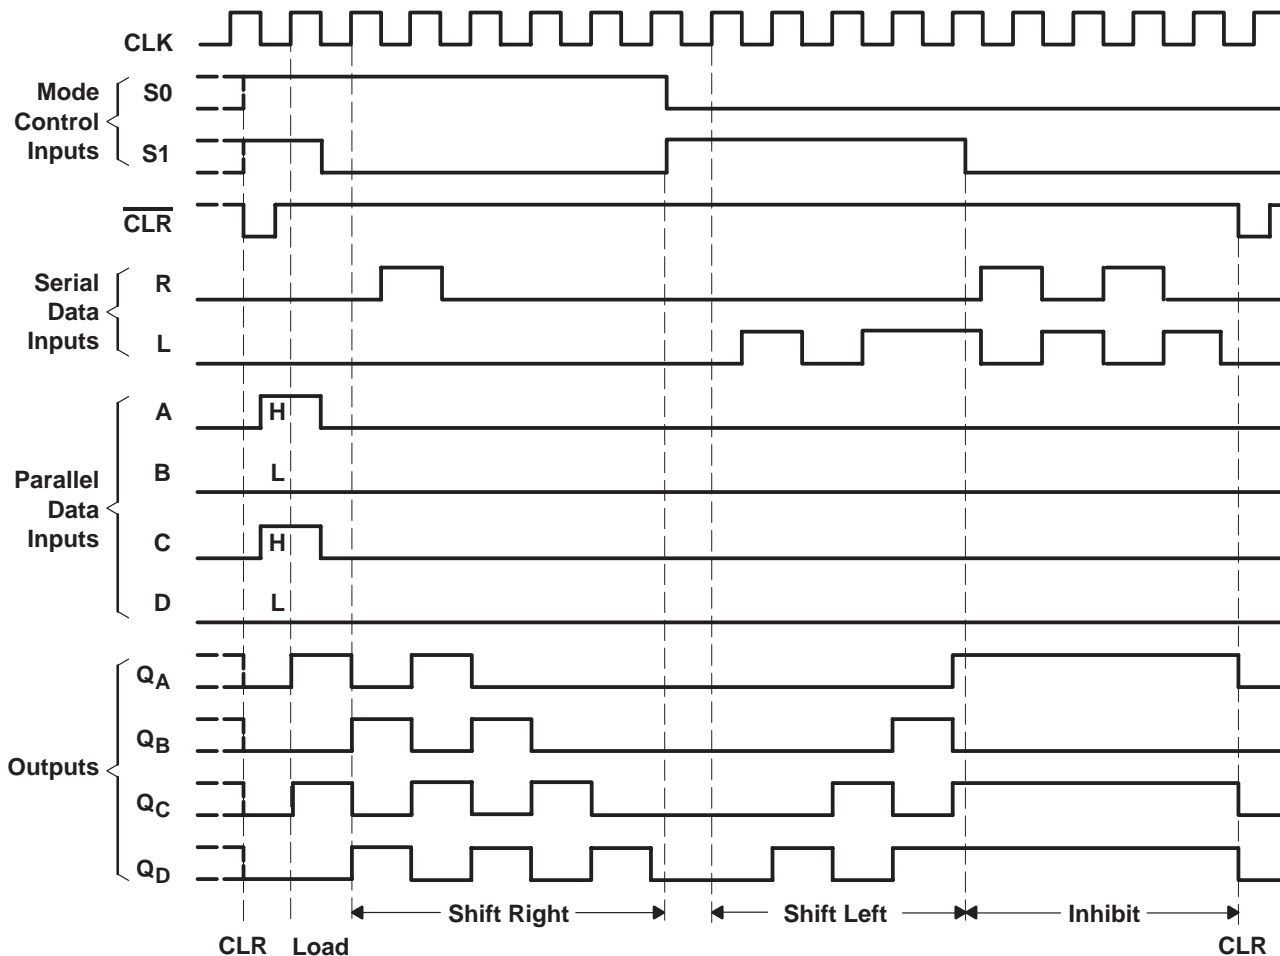 CLK
Mode
Control
Inputs
S0
S1
CLR
Serial
Data
Inputs
R
L
Parallel
Data
Inputs
A
H
B
L
C
H
D
L
Outputs
QA
QB
QC
QD
Shift Right
Shift Left
Inhibit
CLR
Load
CLR